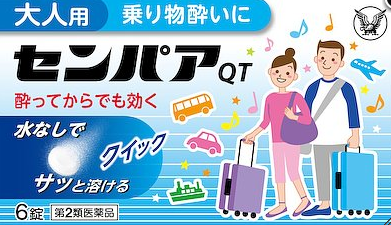 大人用 乗り物酔いに
センパア QT
酔ってからでも効く
水なしで
クイック
サッと溶ける
6錠 第2類医薬品